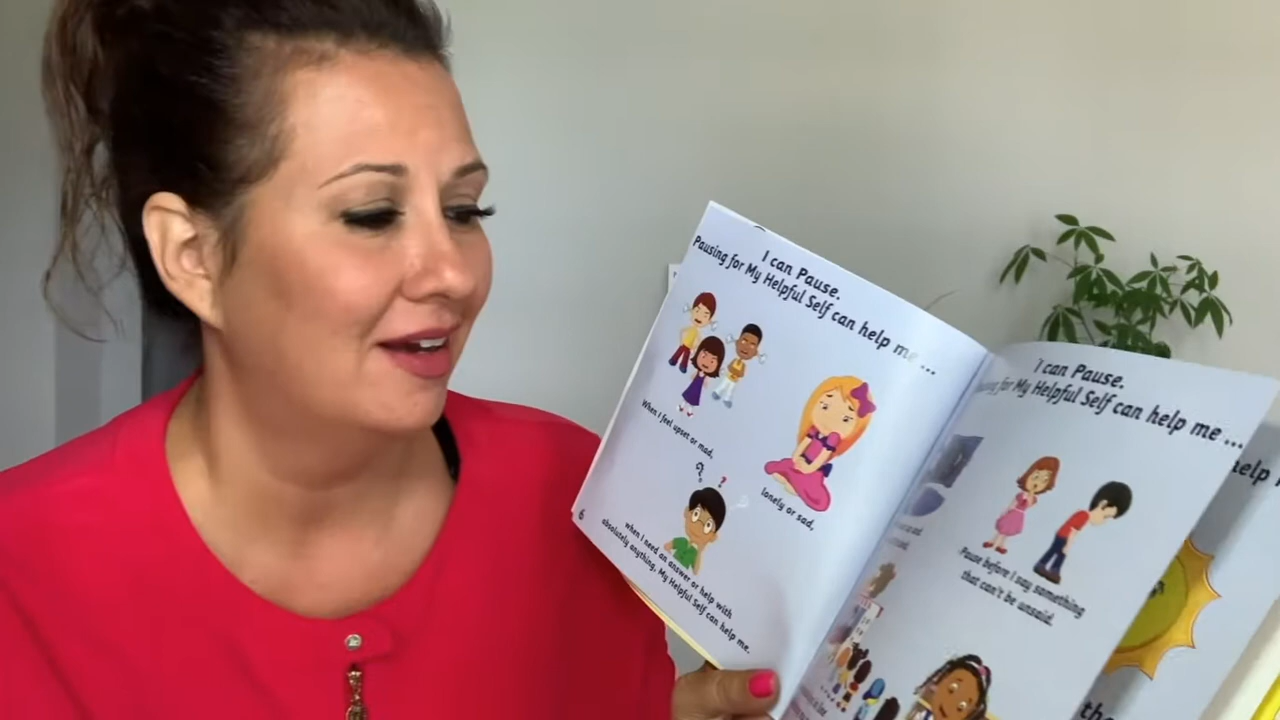 I can Pause.
Pausing for My Helpful Self can help me ...
When I feel upset or mad,
lonely or sad,
when I need an answer or help with
absolutely anything, My Helpful Self can help me.
6
I can Pause.
for My Helpful Self can help me ...
Pause before I say something
that can't be unsaid.
help
the